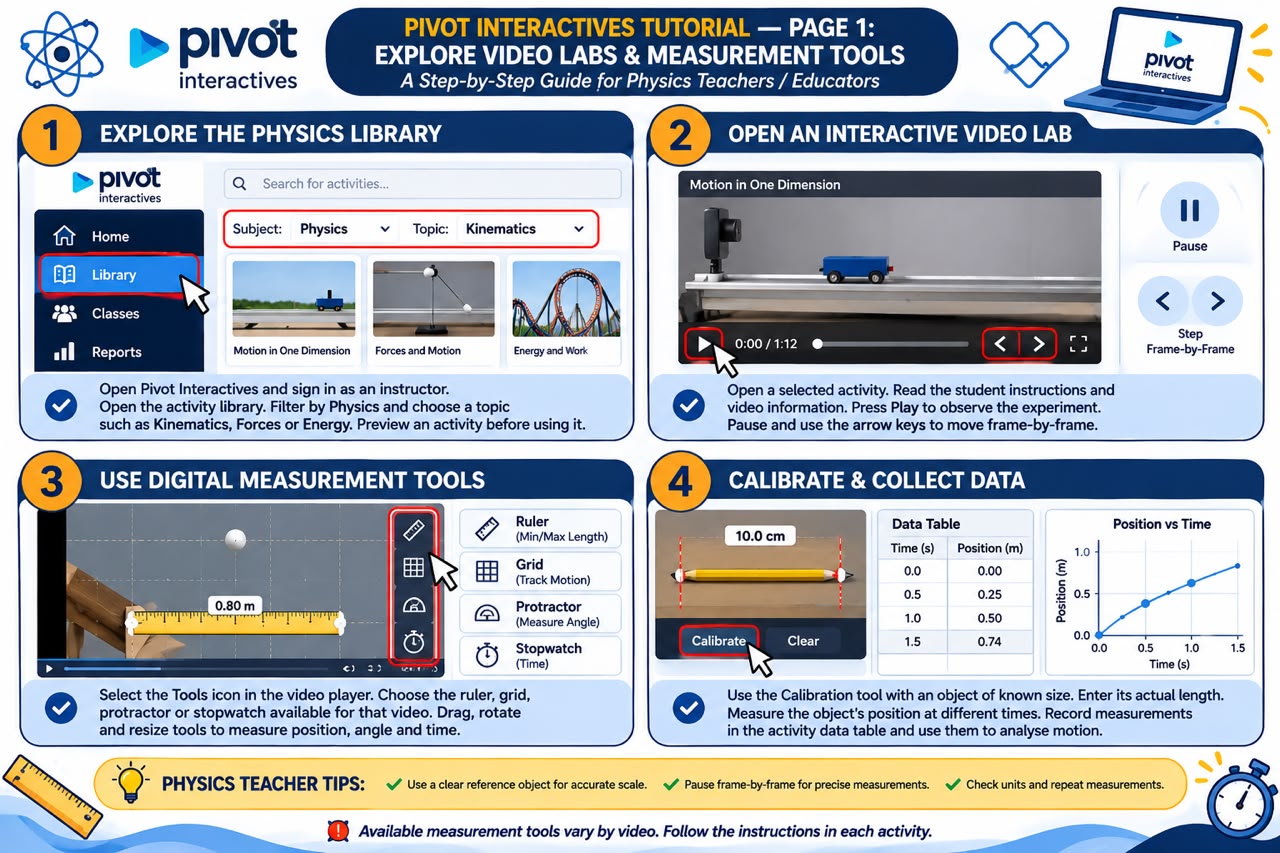 pivot
interactives
PIVOT INTERACTIVES TUTORIAL — PAGE 1:
EXPLORE VIDEO LABS & MEASUREMENT TOOLS
A Step-by-Step Guide for Physics Teachers / Educators
pivot
interactives
1
EXPLORE THE PHYSICS LIBRARY
pivot
interactives
Home
Library
Classes
Reports
Search for activities...
Subject: Physics Topic: Kinematics
Motion in One Dimension
Forces and Motion
Energy and Work
Open Pivot Interactives and sign in as an instructor.
Open the activity library. Filter by Physics and choose a topic
such as Kinematics, Forces or Energy. Preview an activity before using it.
2
OPEN AN INTERACTIVE VIDEO LAB
Motion in One Dimension
0:00 / 1:12
Pause
Step
Frame-by-Frame
Open a selected activity. Read the student instructions and
video information. Press Play to observe the experiment.
Pause and use the arrow keys to move frame-by-frame.
3
USE DIGITAL MEASUREMENT TOOLS
0.80 m
Ruler
(Min/Max Length)
Grid
(Track Motion)
Protractor
(Measure Angle)
Stopwatch
(Time)
Select the Tools icon in the video player. Choose the ruler, grid,
protractor or stopwatch available for that video. Drag, rotate
and resize tools to measure position, angle and time.
4
CALIBRATE & COLLECT DATA
10.0 cm
Calibrate
Clear
Data Table
Time (s) Position (m)
0.0 0.00
0.5 0.25
1.0 0.50
1.5 0.74
Position vs Time
Position (m)
1.0
0.5
0.0
0.0 0.5 1.0 1.5
Time (s)
Use the Calibration tool with an object of known size. Enter its actual length.
Measure the object's position at different times. Record measurements
in the activity data table and use them to analyse motion.
PHYSICS TEACHER TIPS:
Use a clear reference object for accurate scale.
Pause frame-by-frame for precise measurements.
Check units and repeat measurements.
Available measurement tools vary by video. Follow the instructions in each activity.